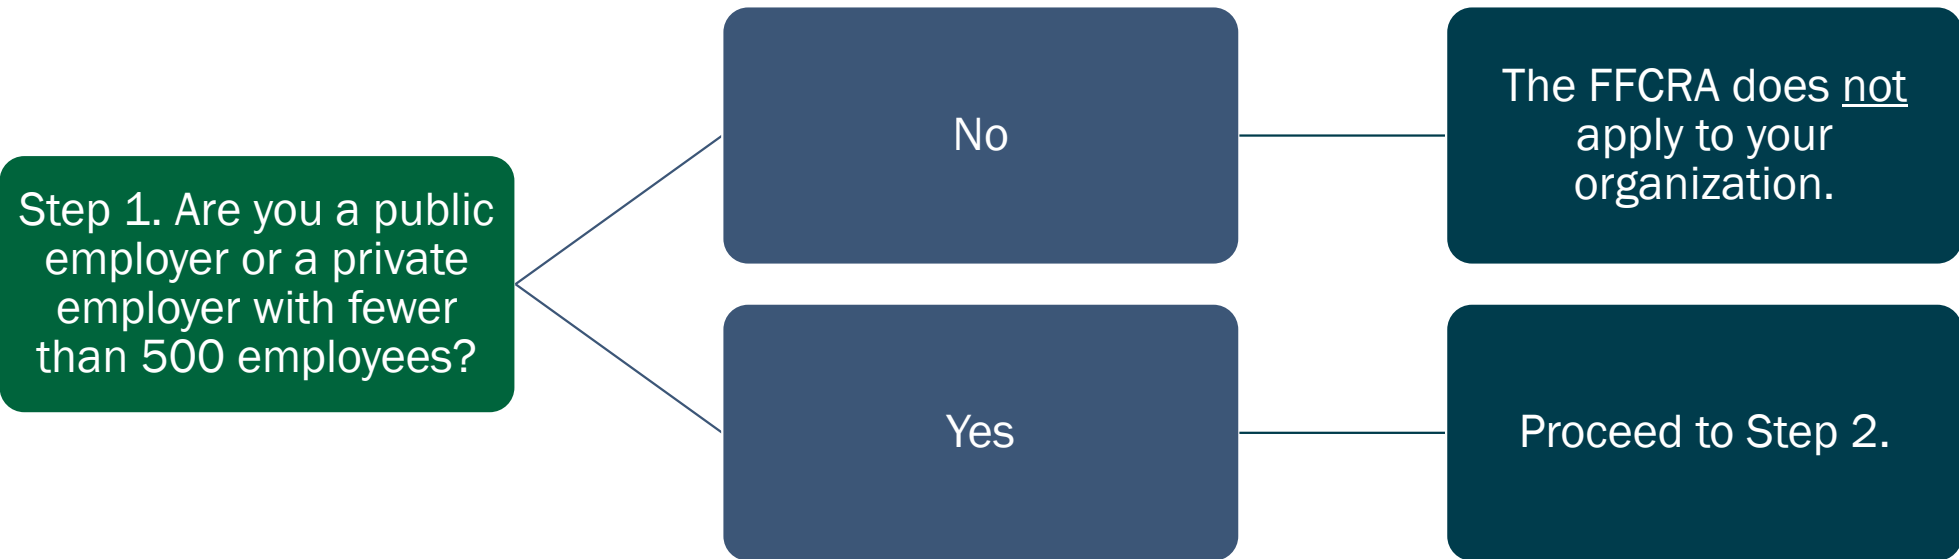 Step 1. Are you a public
employer or a private
employer with fewer
than 500 employees?
No
The FFCRA does not
apply to your
organization.
Yes
Proceed to Step 2.